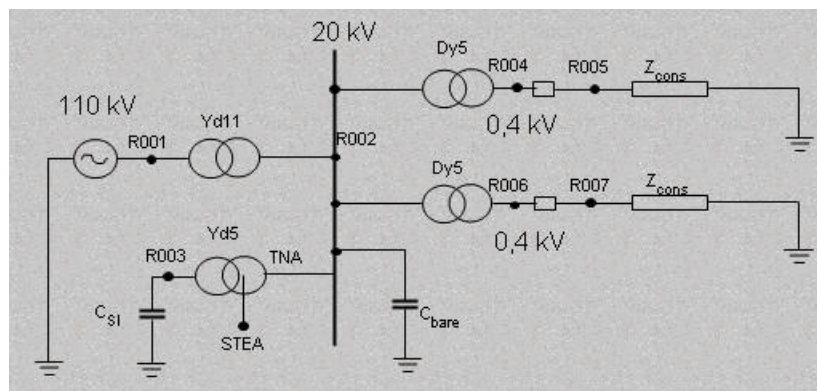 20 kV
Dy5
R004
R005
Zcons
0,4 kV
110 kV
Yd11
R001
R002
Dy5
R006
R007
Zcons
0,4 kV
Yd5
R003
TNA
CSI
STEA
Cbare